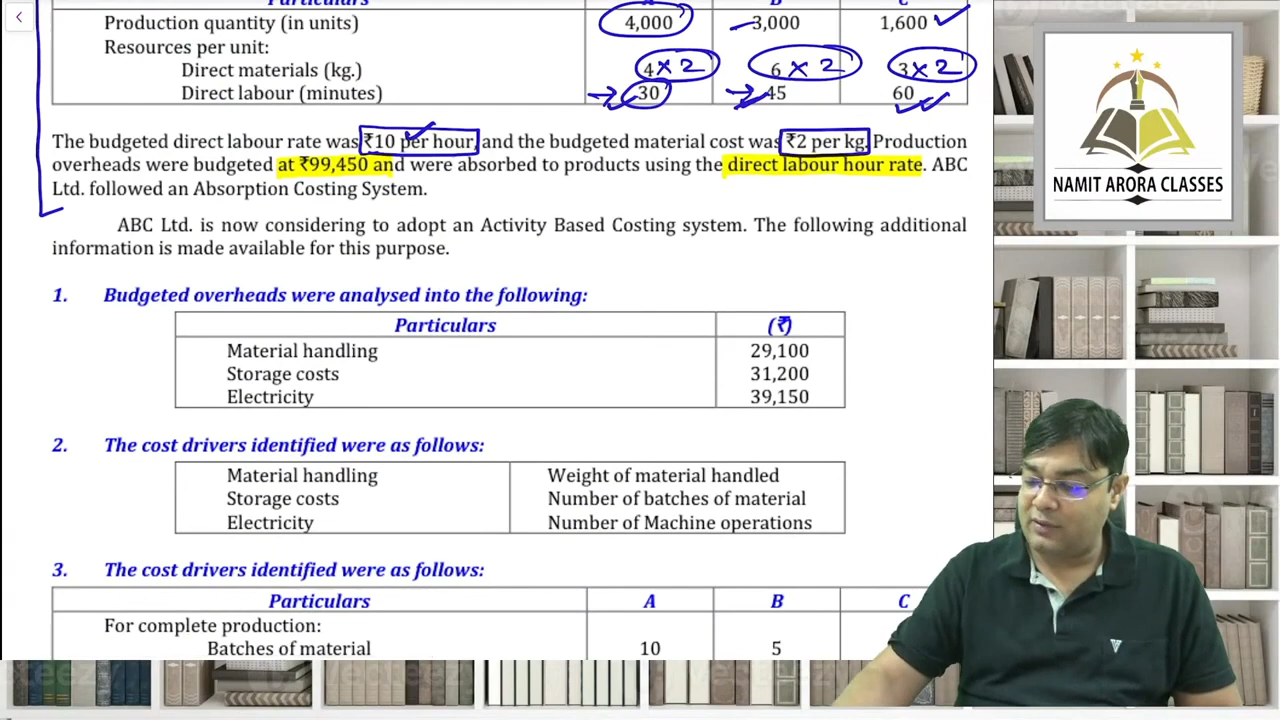 Particulars A B C
Production quantity (in units) 4,000 3,000 1,600
Resources per unit:
Direct materials (kg.) 4 × 2 6 × 2 3 × 2
Direct labour (minutes) 30 45 60
The budgeted direct labour rate was ₹10 per hour, and the budgeted material cost was ₹2 per kg. Production
overheads were budgeted at ₹99,450 and were absorbed to products using the direct labour hour rate. ABC
Ltd. followed an Absorption Costing System.
ABC Ltd. is now considering to adopt an Activity Based Costing system. The following additional
information is made available for this purpose.
1. Budgeted overheads were analysed into the following:
Particulars (₹)
Material handling 29,100
Storage costs 31,200
Electricity 39,150
2. The cost drivers identified were as follows:
Material handling Weight of material handled
Storage costs Number of batches of material
Electricity Number of Machine operations
3. The cost drivers identified were as follows:
Particulars A B C
For complete production:
Batches of material 10 5
NAMIT ARORA CLASSES